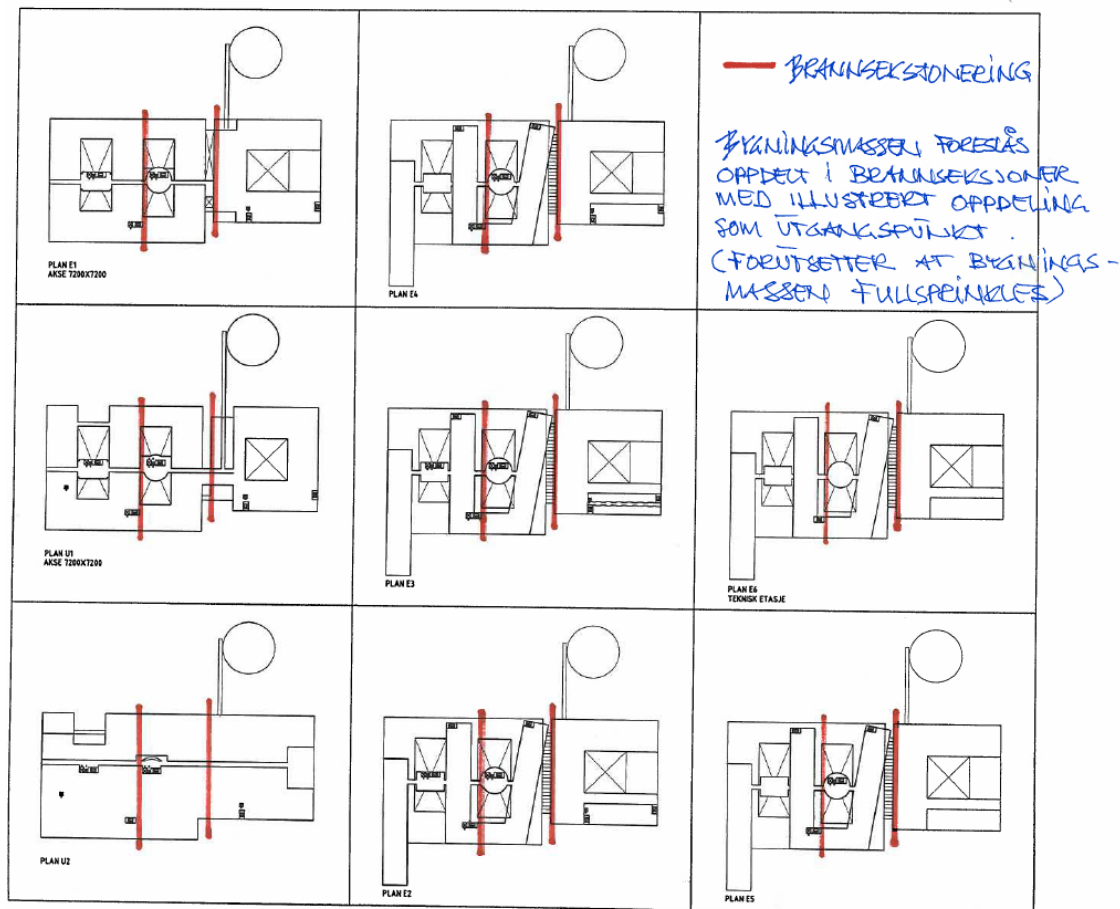 PLAN E1
AKSE 7200X7200
PLAN E4
BRANNSEKSJONERING
BYGNINGSMASSEN FORESLÅS
OPPDELT I BRANNSEKSJONER
MED ILLUSTRERT OPPDELING
SOM UTGANGSPUNKT.
(FORUTSETTER AT BYGNINGS-
MASSEN FULLSPRINKLES)
PLAN U1
AKSE 7200X7200
PLAN E3
PLAN E6
TEKNISK ETASJE
PLAN U2
PLAN E2
PLAN E5